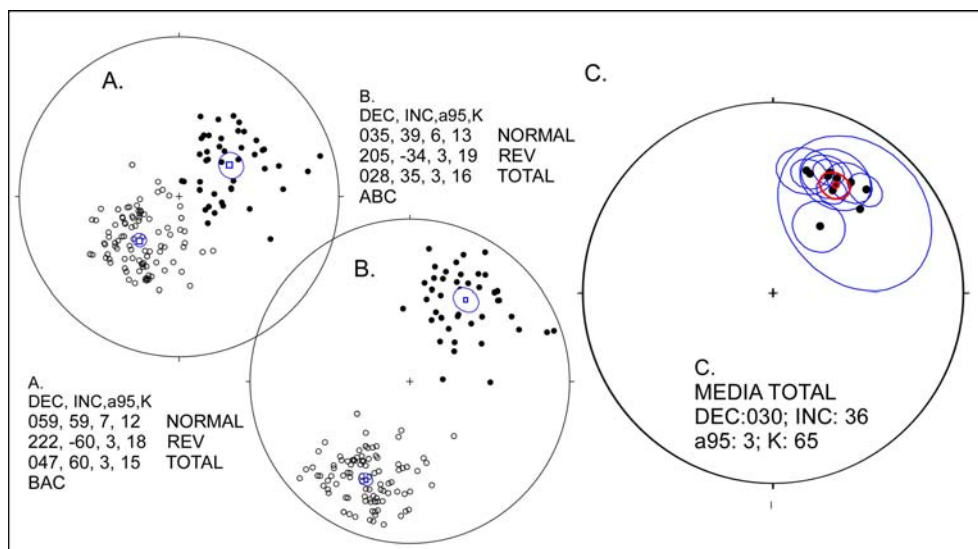 A.
B.
DEC, INC,a95,K
035, 39, 6, 13 NORMAL
205, -34, 3, 19 REV
028, 35, 3, 16 TOTAL
ABC
C.
B.
A.
DEC, INC,a95,K
059, 59, 7, 12 NORMAL
222, -60, 3, 18 REV
047, 60, 3, 15 TOTAL
BAC
C.
MEDIA TOTAL
DEC:030; INC: 36
a95: 3; K: 65